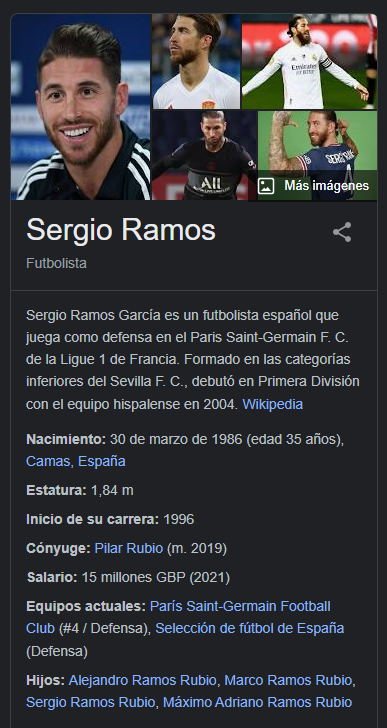 SERGIO R.
ALL
4
Más imágenes
Sergio Ramos
Futbolista
Sergio Ramos García es un futbolista español que
juega como defensa en el Paris Saint-Germain F. C.
de la Ligue 1 de Francia. Formado en las categorías
inferiores del Sevilla F. C., debutó en Primera División
con el equipo hispalense en 2004. Wikipedia
Nacimiento: 30 de marzo de 1986 (edad 35 años),
Camas, España
Estatura: 1,84 m
Inicio de su carrera: 1996
Cónyuge: Pilar Rubio (m. 2019)
Salario: 15 millones GBP (2021)
Equipos actuales: París Saint-Germain Football
Club (#4 / Defensa), Selección de fútbol de España
(Defensa)
Hijos: Alejandro Ramos Rubio, Marco Ramos Rubio,
Sergio Ramos Rubio, Máximo Adriano Ramos Rubio